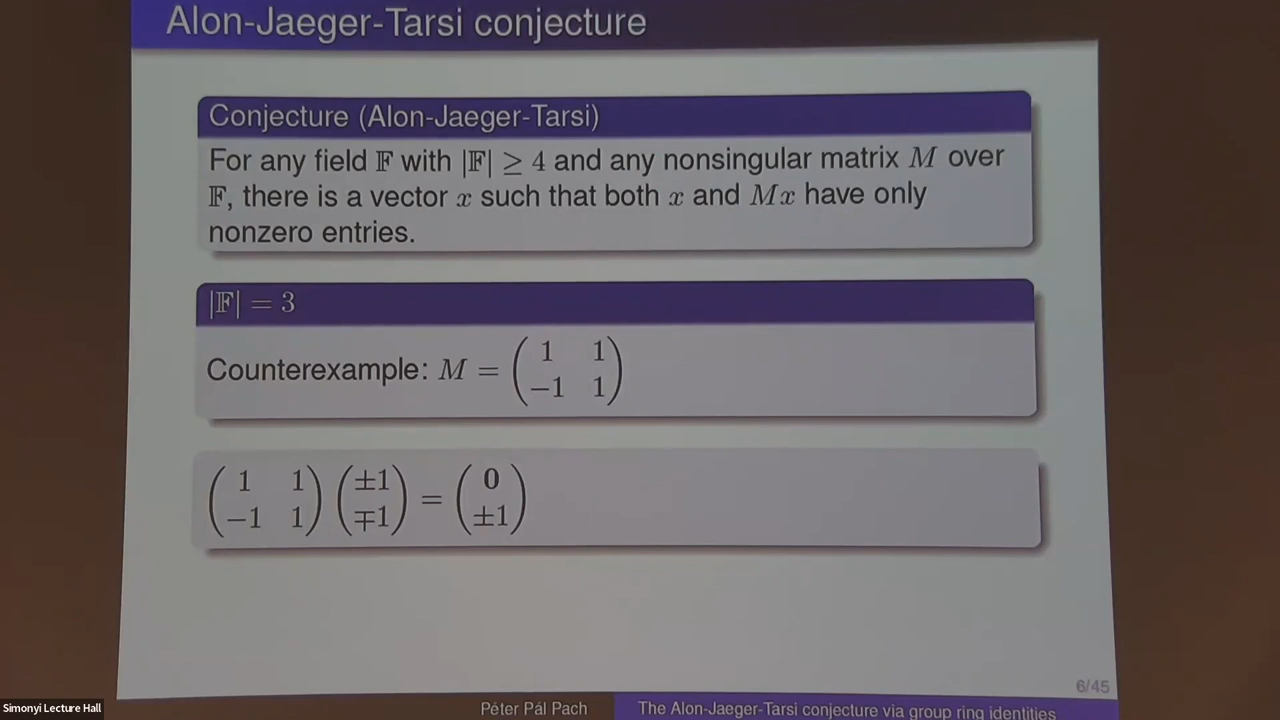 Alon-Jaeger-Tarsi conjecture
Conjecture (Alon-Jaeger-Tarsi)
For any field 𝔽 with |𝔽| ≥ 4 and any nonsingular matrix M over
𝔽, there is a vector x such that both x and Mx have only
nonzero entries.
|𝔽| = 3
Counterexample: M = ( 1 1 ; −1 1 )
( 1 1 ; −1 1 ) ( ±1 ; ∓1 ) = ( 0 ; ±1 )
6/45
Simonyi Lecture Hall
Péter Pál Pach
The Alon-Jaeger-Tarsi conjecture via group ring identities